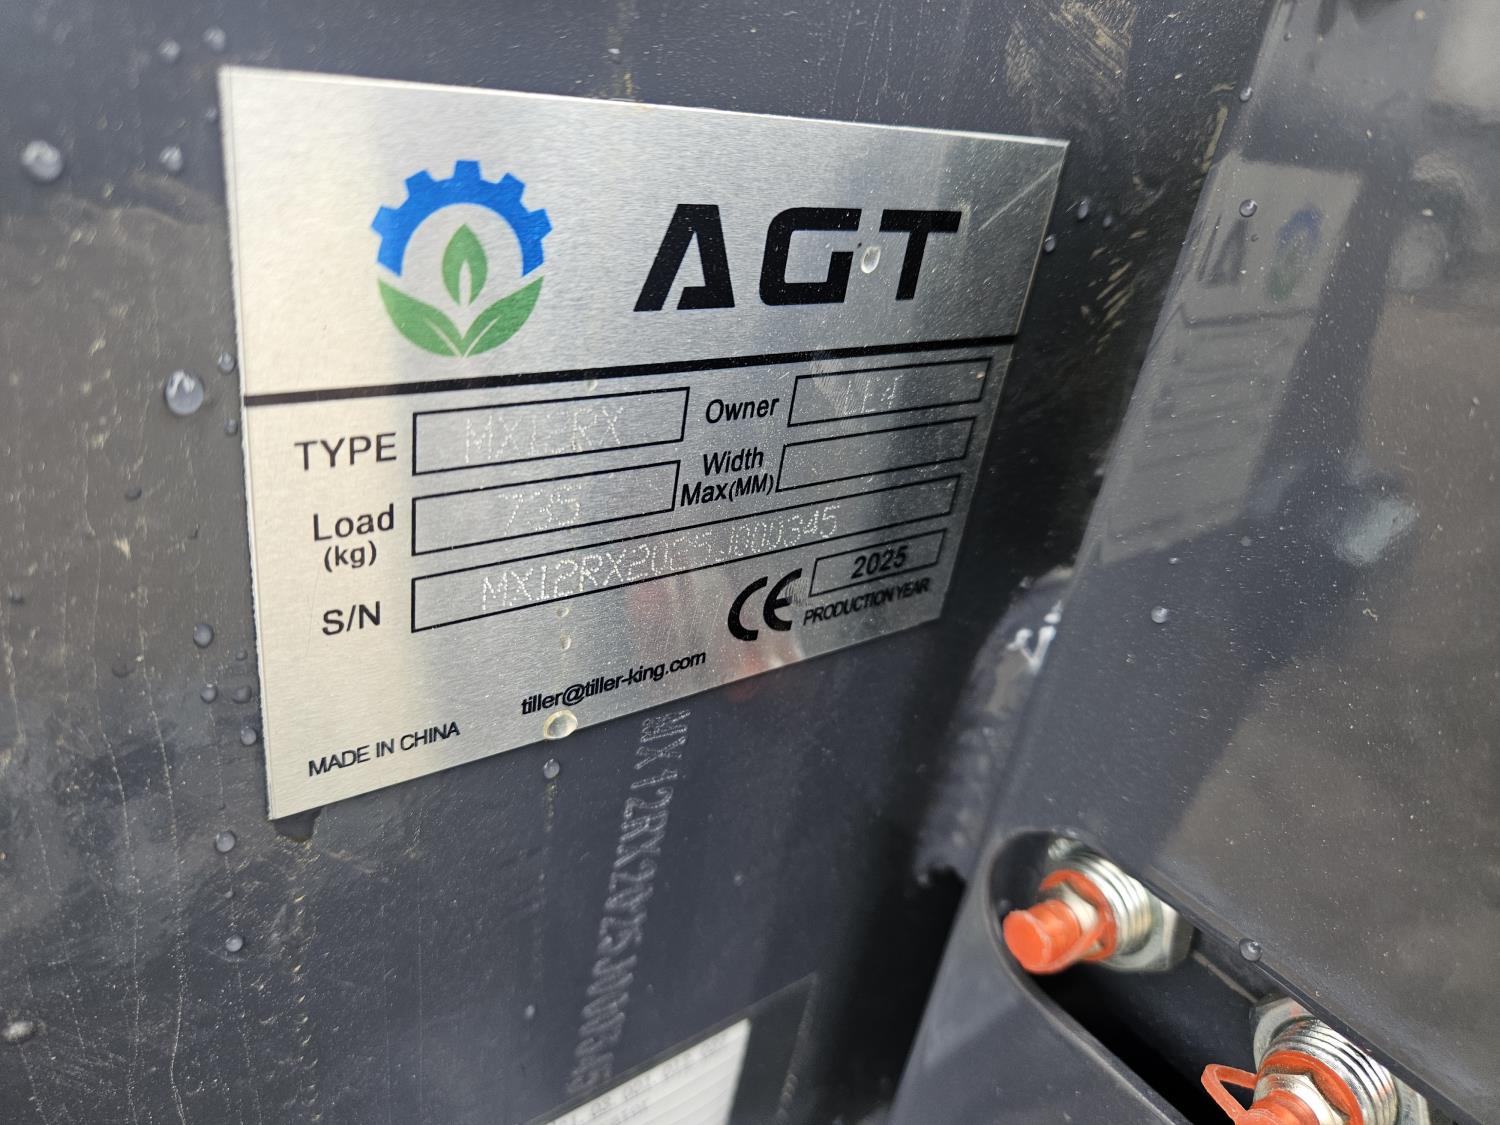 AGT
TYPE MX12RX Owner
Load (kg) 735 Width Max(MM)
S/N MX12RX2025J000345
CE 2025
PRODUCTION YEAR
tiller@tiller-king.com
MADE IN CHINA